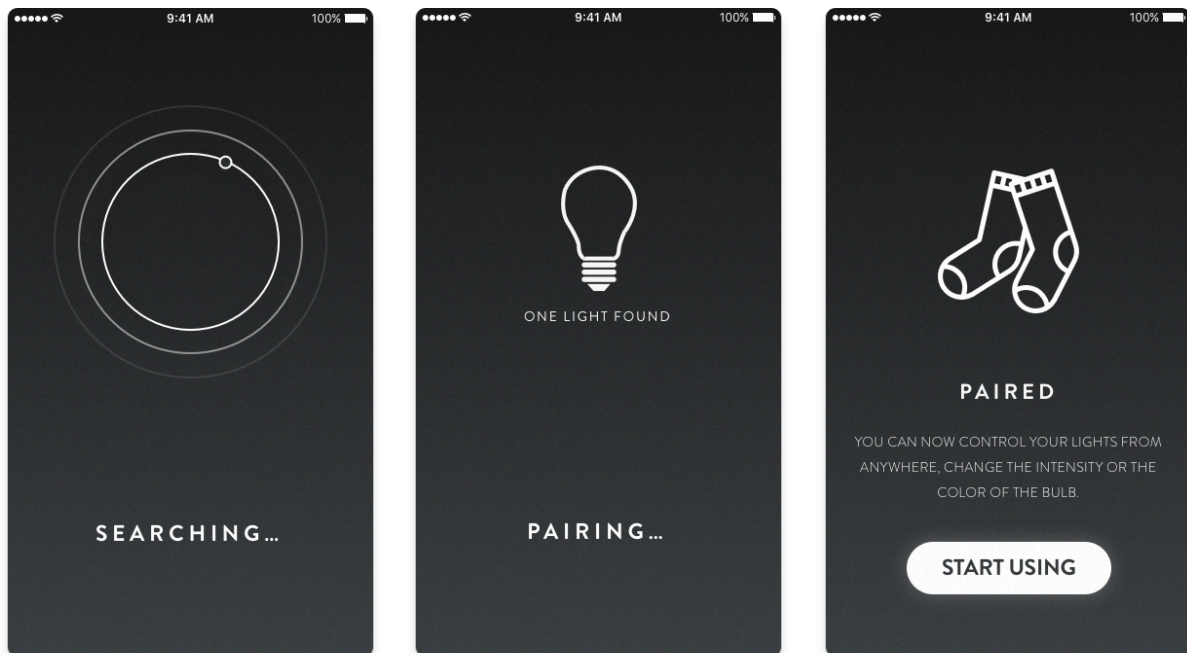 9:41 AM
100%
SEARCHING...
9:41 AM
100%
ONE LIGHT FOUND
PAIRING...
9:41 AM
100%
PAIRED
YOU CAN NOW CONTROL YOUR LIGHTS FROM
ANYWHERE, CHANGE THE INTENSITY OR THE
COLOR OF THE BULB.
START USING